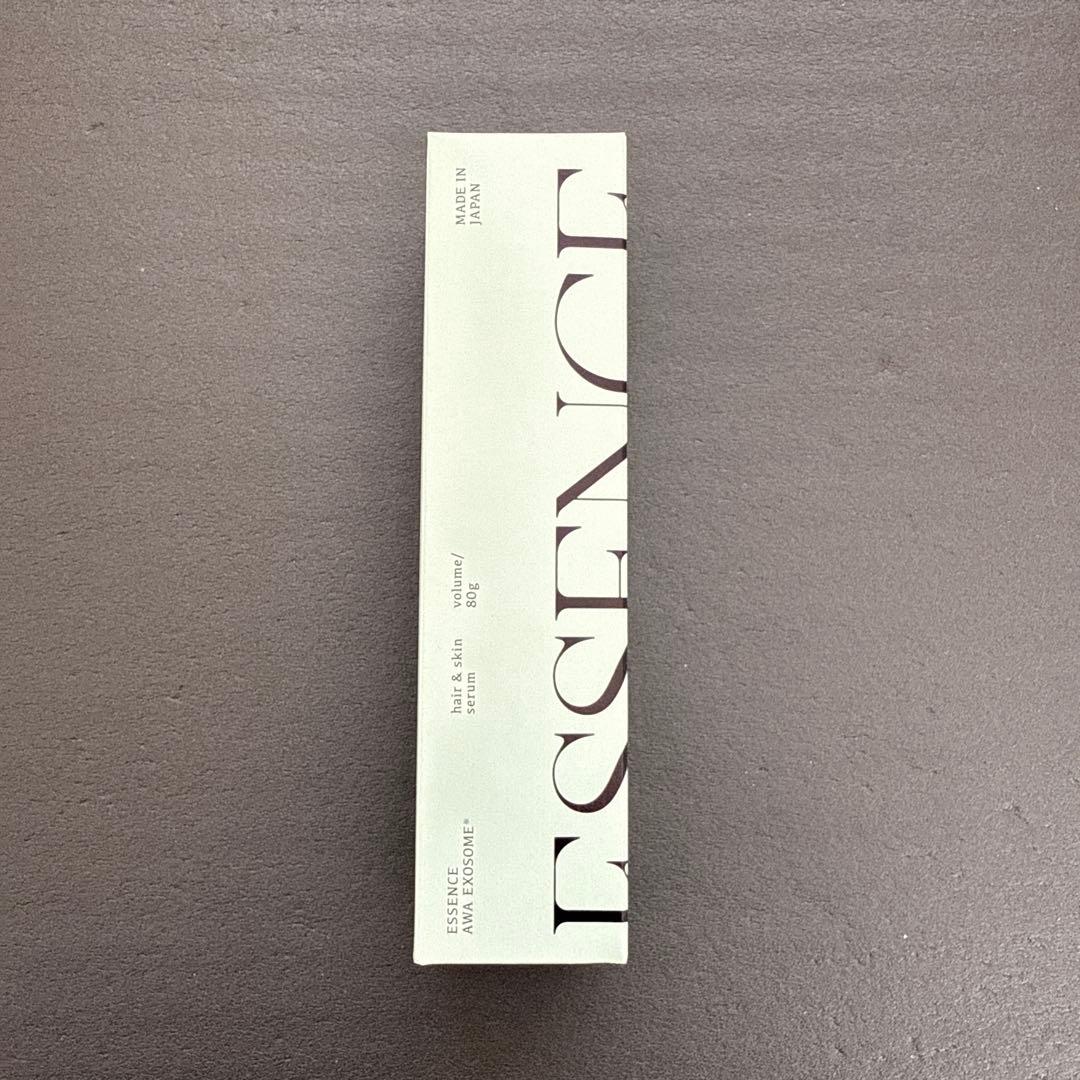 ESSENCE
AWA EXOSOME®
hair & skin
serum
volume/
80g
MADE IN
JAPAN
ESSENCE